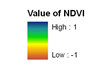 Value of NDVI
High : 1
Low : -1